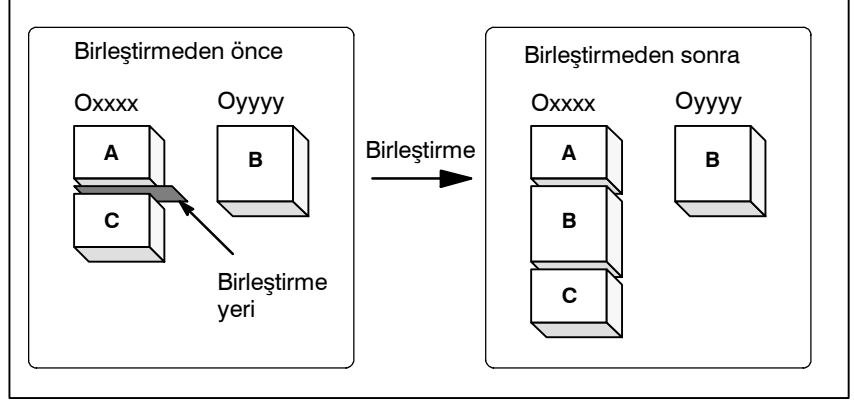 Birleştirmeden önce
Oxxxx Oyyyy
A
B
C
Birleştirme
yeri
Birleştirme
Birleştirmeden sonra
Oxxxx Oyyyy
A
B
B
C